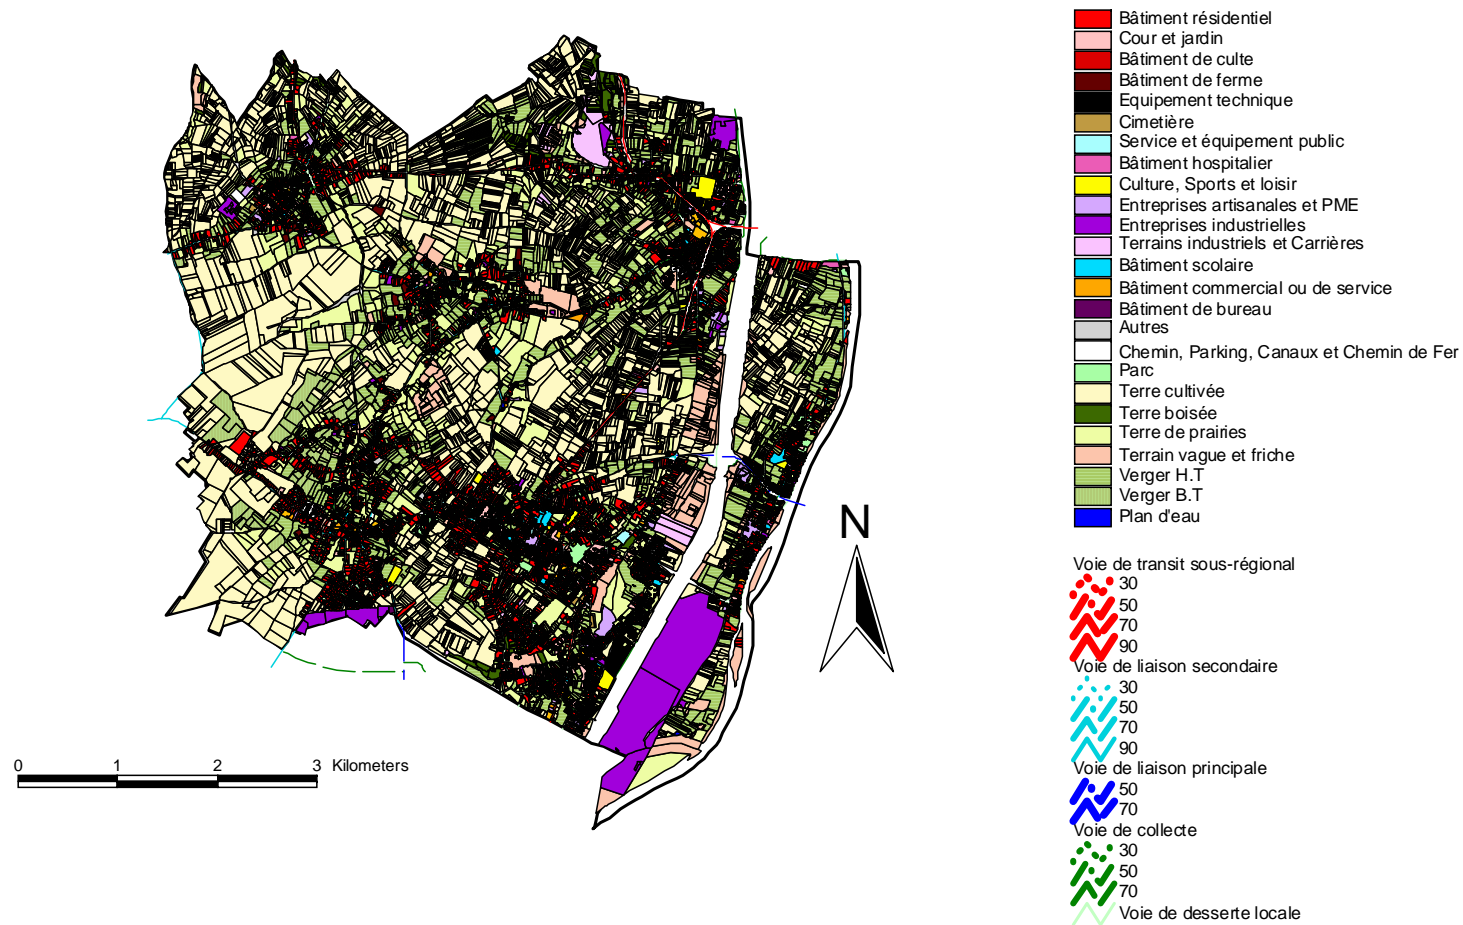 Bâtiment résidentiel
Cour et jardin
Bâtiment de culte
Bâtiment de ferme
Equipement technique
Cimetière
Service et équipement public
Bâtiment hospitalier
Culture, Sports et loisir
Entreprises artisanales et PME
Entreprises industrielles
Terrains industriels et Carrières
Bâtiment scolaire
Bâtiment commercial ou de service
Bâtiment de bureau
Autres
Chemin, Parking, Canaux et Chemin de Fer
Parc
Terre cultivée
Terre boisée
Terre de prairies
Terrain vague et friche
Verger H.T
Verger B.T
Plan d'eau
N
Voie de transit sous-régional
30
50
70
90
Voie de liaison secondaire
30
50
70
90
Voie de liaison principale
50
70
Voie de collecte
30
50
70
Voie de desserte locale
0 1 2 3 Kilometers